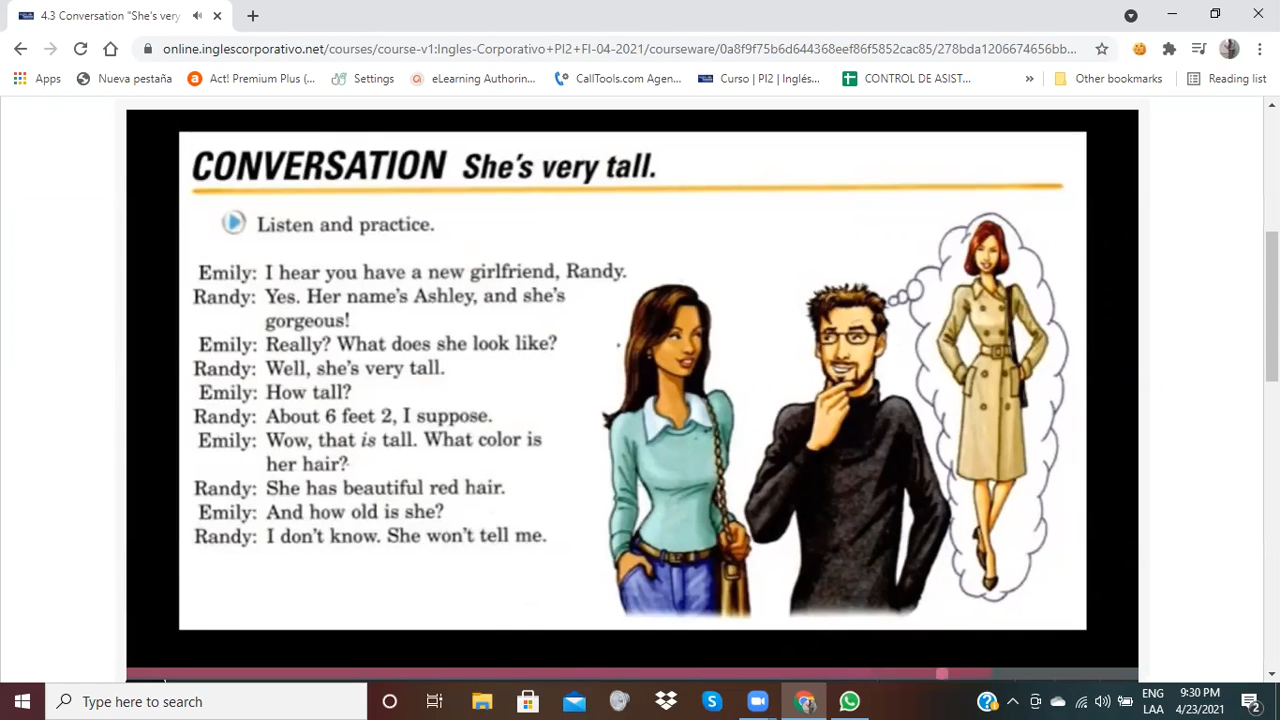 4.3 Conversation "She's very
online.inglescorporativo.net/courses/course-v1:Ingles-Corporativo+PI2+FI-04-2021/courseware/0a8f9f75b6d644368eef86f5852cac85/278bda1206674656bb...
Apps Nueva pestaña Act! Premium Plus (... Settings eLearning Authorin... CallTools.com Agen... Curso | PI2 | Inglés... CONTROL DE ASIST... » Other bookmarks Reading list
CONVERSATION She's very tall.
Listen and practice.
Emily: I hear you have a new girlfriend, Randy.
Randy: Yes. Her name's Ashley, and she's
gorgeous!
Emily: Really? What does she look like?
Randy: Well, she's very tall.
Emily: How tall?
Randy: About 6 feet 2, I suppose.
Emily: Wow, that is tall. What color is
her hair?
Randy: She has beautiful red hair.
Emily: And how old is she?
Randy: I don't know. She won't tell me.
Type here to search
ENG 9:30 PM
LAA 4/23/2021 2